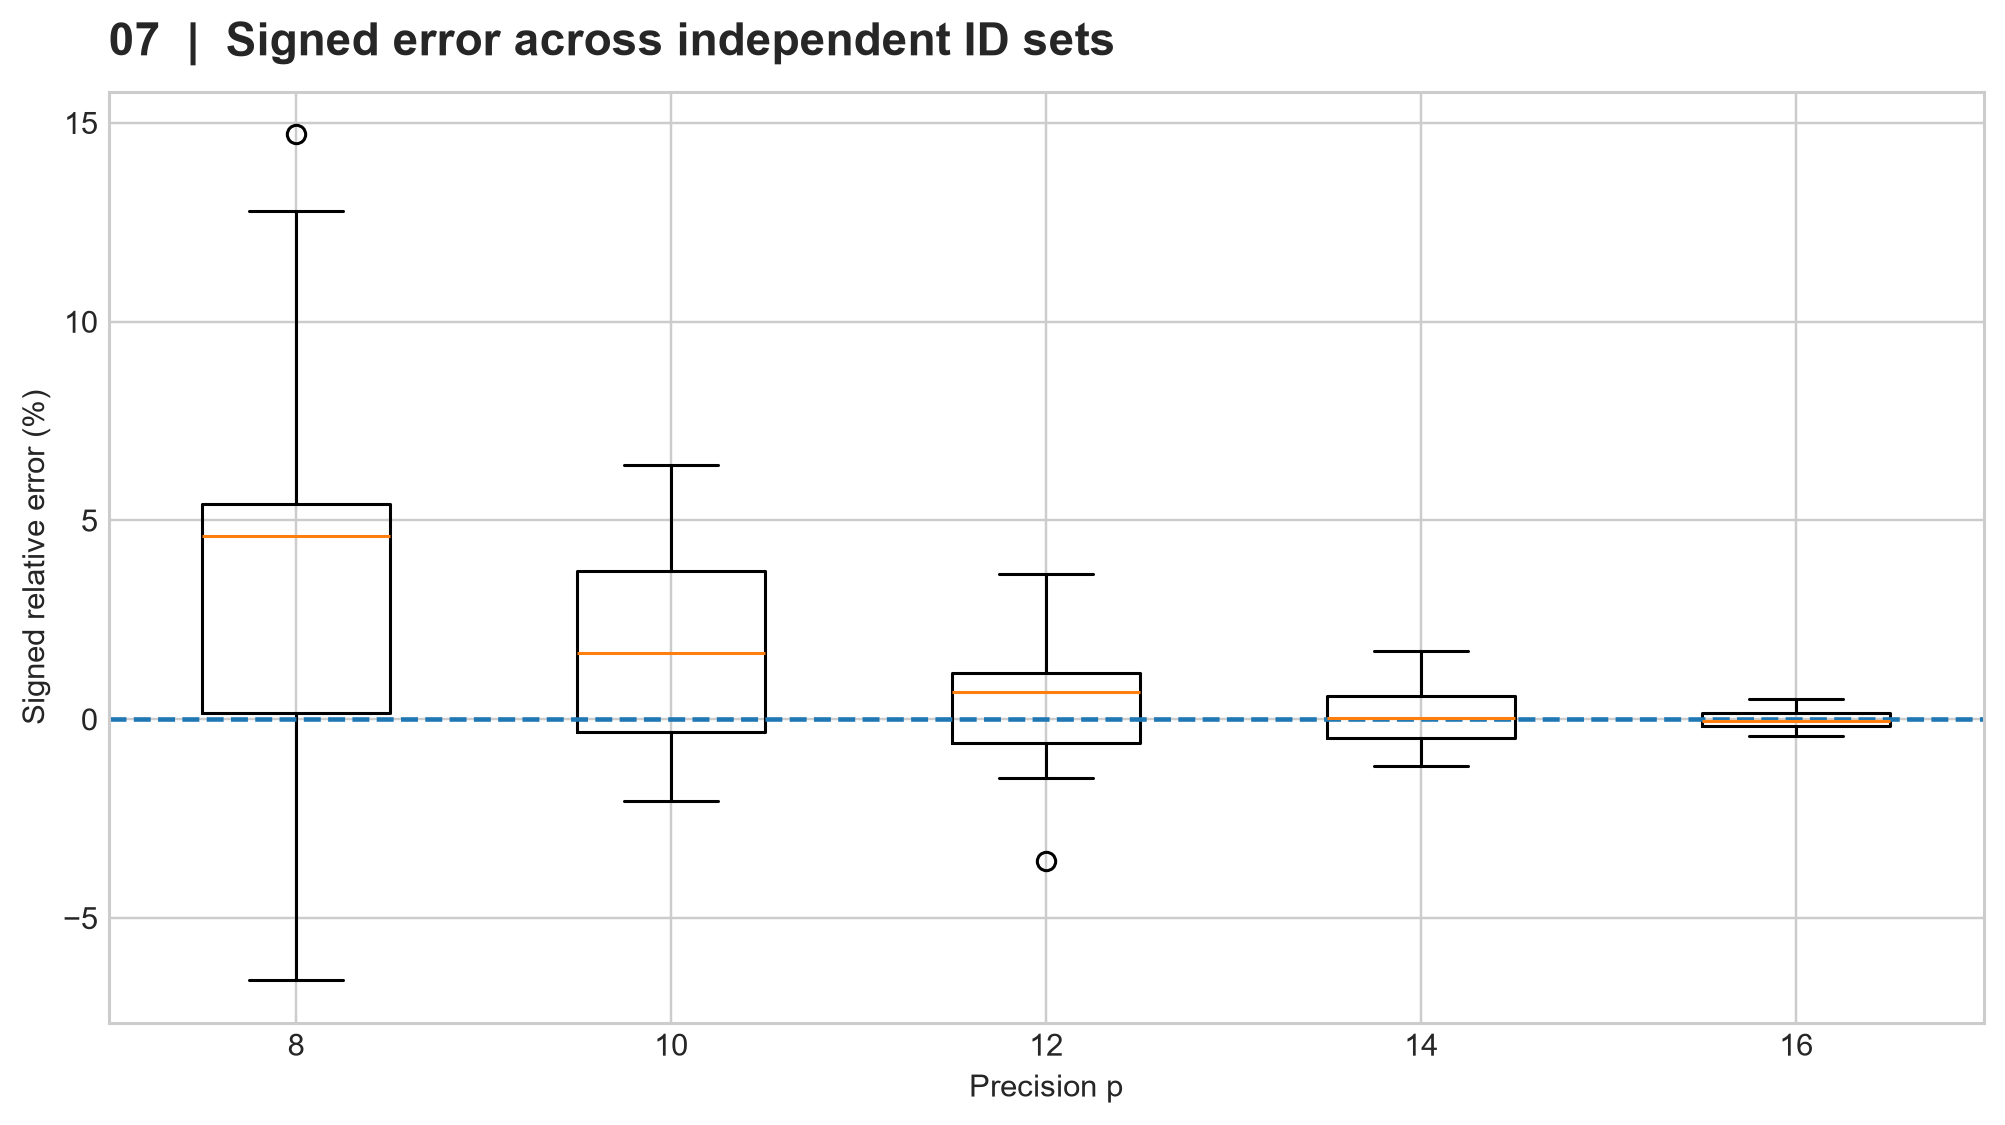 07 | Signed error across independent ID sets
15
10
5
0
−5
Signed relative error (%)
8 10 12 14 16
Precision p